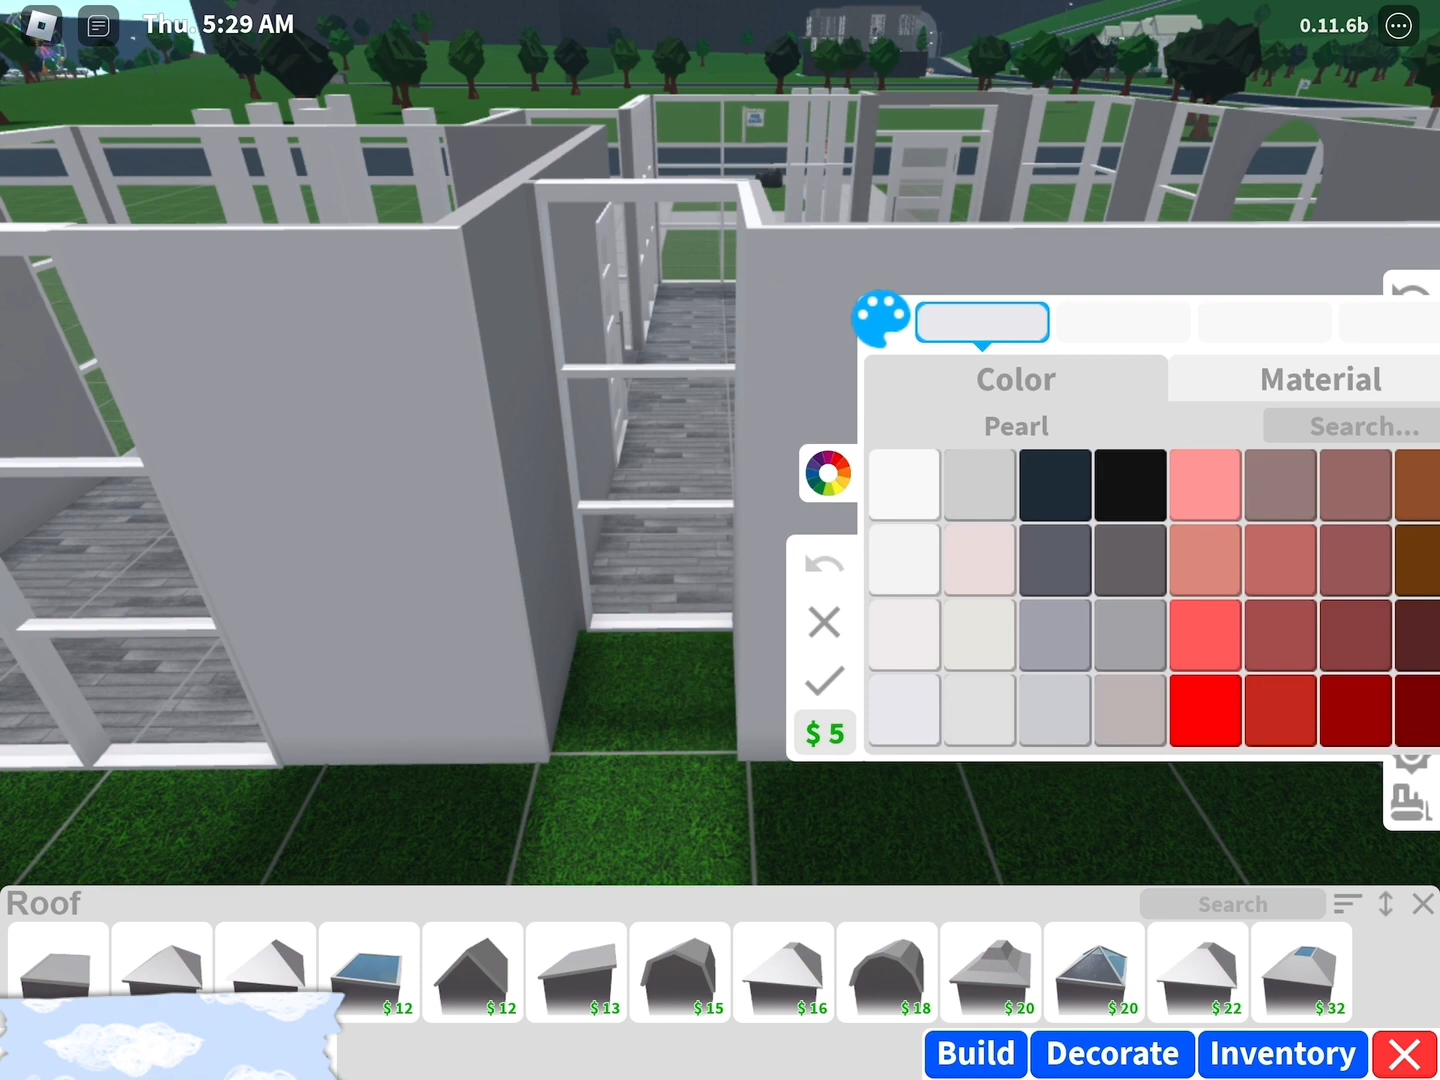 Thu. 5:29 AM
0.11.6b
Color
Material
Pearl
Search...
$ 5
Roof
Search
$ 12
$ 12
$ 13
$ 15
$ 16
$ 18
$ 20
$ 20
$ 22
$ 32
Build
Decorate
Inventory